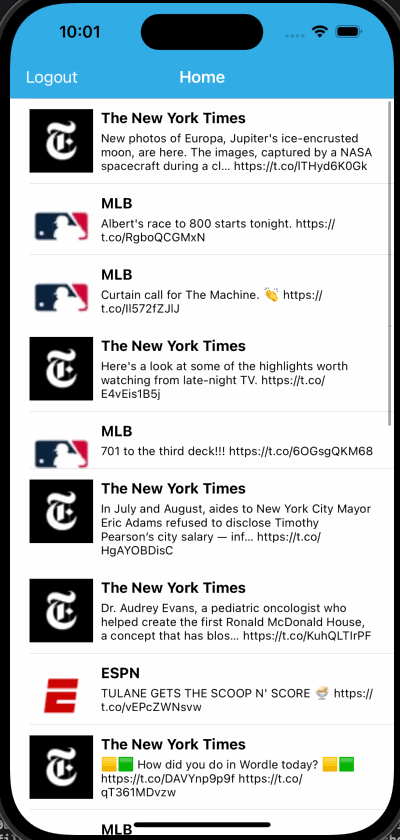 10:01
Logout
Home
The New York Times
New photos of Europa, Jupiter's ice-encrusted
moon, are here. The images, captured by a NASA
spacecraft during a cl... https://t.co/lTHyd6K0Gk
MLB
Albert's race to 800 starts tonight. https://
t.co/RgboQCGMxN
MLB
Curtain call for The Machine. 👏 https://
t.co/Il572fZJlJ
The New York Times
Here's a look at some of the highlights worth
watching from late-night TV. https://t.co/
E4vEis1B5j
MLB
701 to the third deck!!! https://t.co/6OGsgQKM68
The New York Times
In July and August, aides to New York City Mayor
Eric Adams refused to disclose Timothy
Pearson's city salary — inf... https://t.co/
HgAYOBDisC
The New York Times
Dr. Audrey Evans, a pediatric oncologist who
helped create the first Ronald McDonald House,
a concept that has blos... https://t.co/KuhQLTIrPF
ESPN
TULANE GETS THE SCOOP N' SCORE 🍨 https://
t.co/vEPcZWNsvw
The New York Times
🟨🟩 How did you do in Wordle today? 🟨🟩
https://t.co/DAVYnp9p9f https://t.co/
qT361MDvzw
MLB